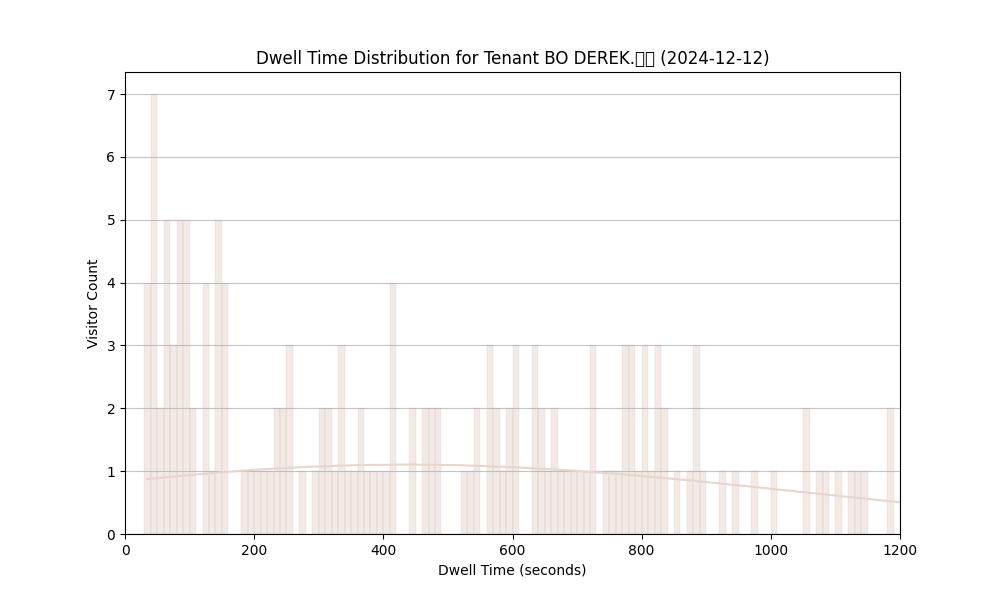 Dwell Time Distribution for Tenant BO DEREK.▯▯ (2024-12-12)
7
6
5
4
3
2
1
0
Visitor Count
0 200 400 600 800 1000 1200
Dwell Time (seconds)